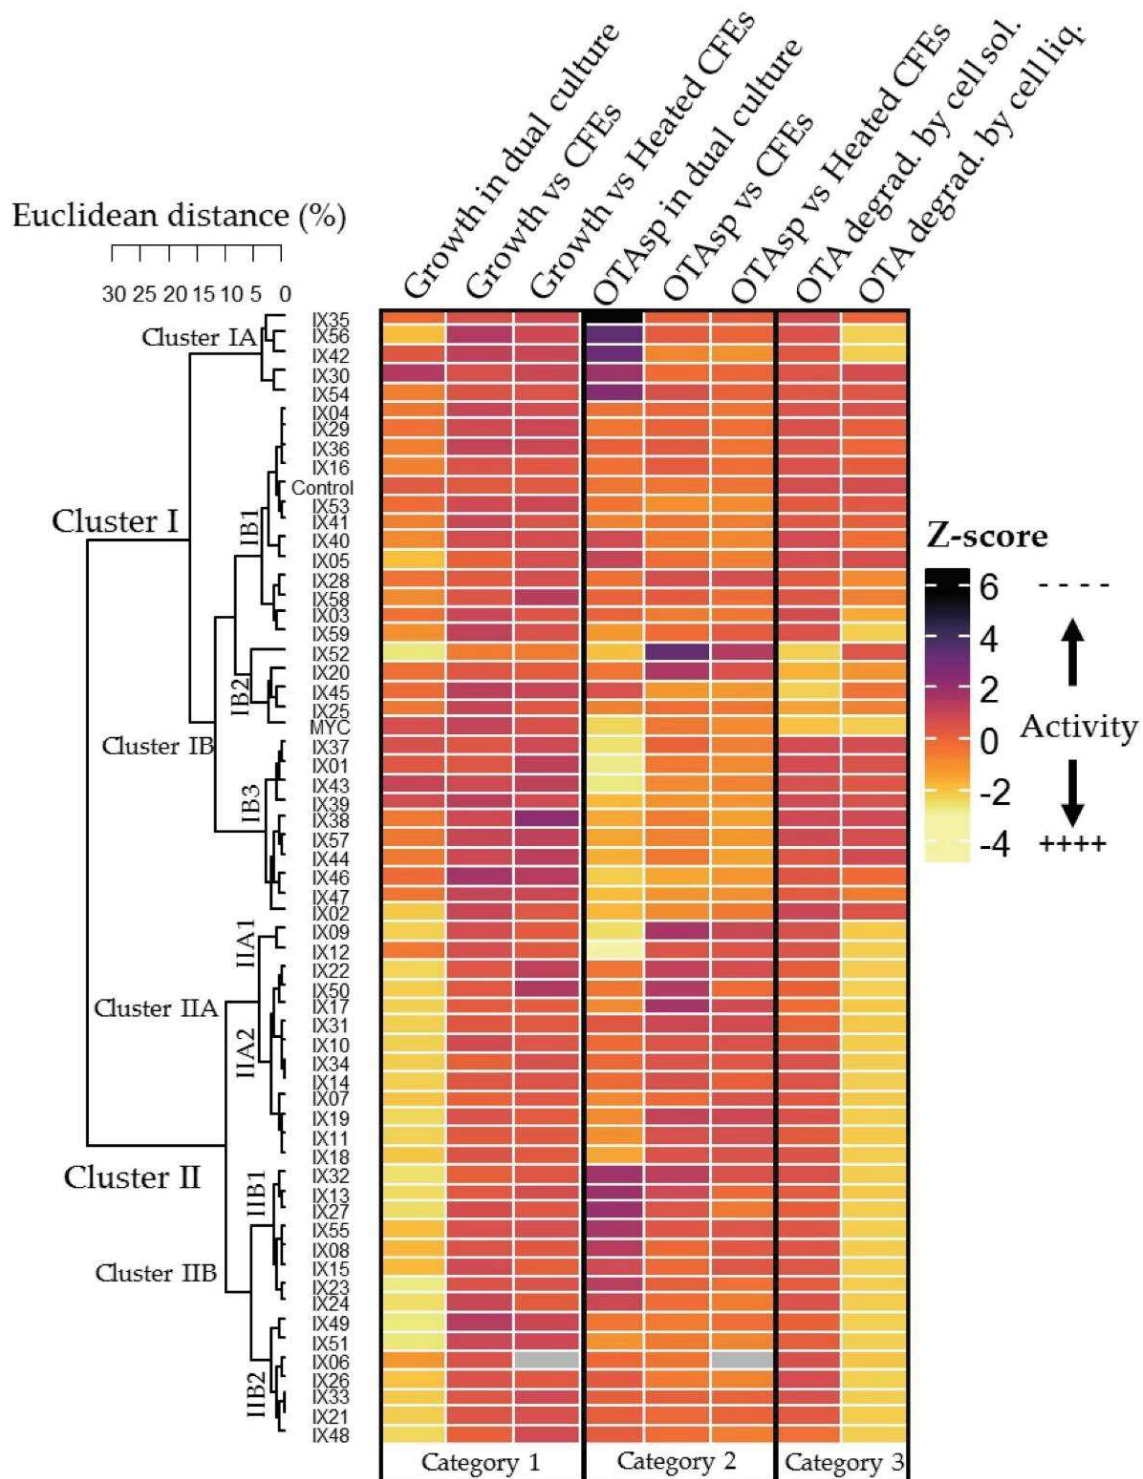 Growth in dual culture
Growth vs CFEs
Growth vs Heated CFEs
OTAsp in dual culture
OTAsp vs CFEs
OTAsp vs Heated CFEs
OTA degrad. by cell sol.
OTA degrad. by cell liq.
Euclidean distance (%)
30 25 20 15 10 5 0
Cluster IA
Cluster I
IB1
IB2
Cluster IB
IB3
IIA1
Cluster IIA
IIA2
Cluster II
IIB1
Cluster IIB
IIB2
IX35
IX56
IX42
IX30
IX54
IX04
IX29
IX36
IX16
Control
IX53
IX41
IX40
IX05
IX28
IX58
IX03
IX59
IX52
IX20
IX45
IX25
MYC
IX37
IX01
IX43
IX39
IX38
IX57
IX44
IX46
IX47
IX02
IX09
IX12
IX22
IX50
IX17
IX31
IX10
IX34
IX14
IX07
IX19
IX11
IX18
IX32
IX13
IX27
IX55
IX08
IX15
IX23
IX24
IX49
IX51
IX06
IX26
IX33
IX21
IX48
Z-score
6 - - - -
4
2
0 Activity
-2
-4 ++++
Category 1 Category 2 Category 3